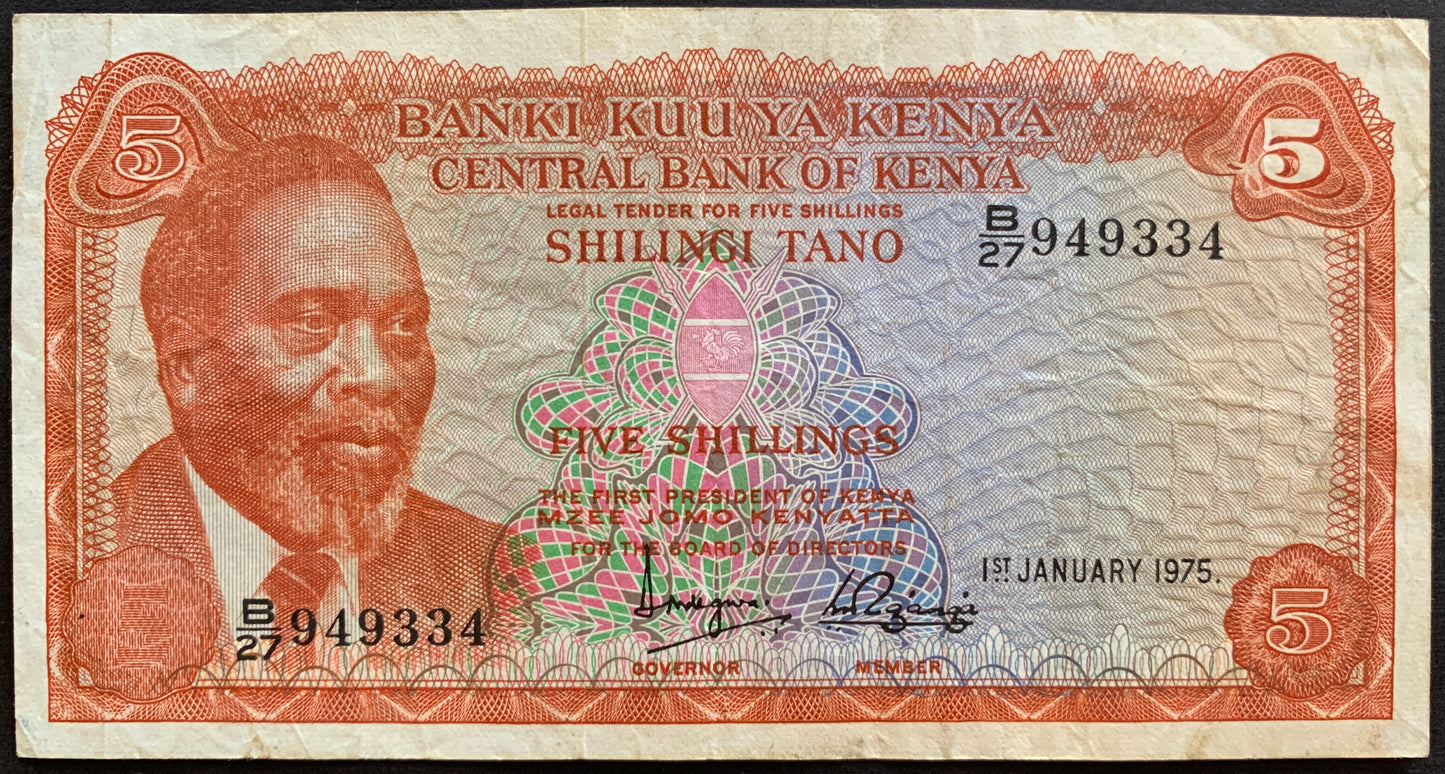 5
5
BANKI KUU YA KENYA
CENTRAL BANK OF KENYA
LEGAL TENDER FOR FIVE SHILLINGS
SHILINGI TANO
B/27 949334
FIVE SHILLINGS
THE FIRST PRESIDENT OF KENYA
MZEE JOMO KENYATTA
FOR THE BOARD OF DIRECTORS
1ST JANUARY 1975.
B/27 949334
GOVERNOR
MEMBER
5